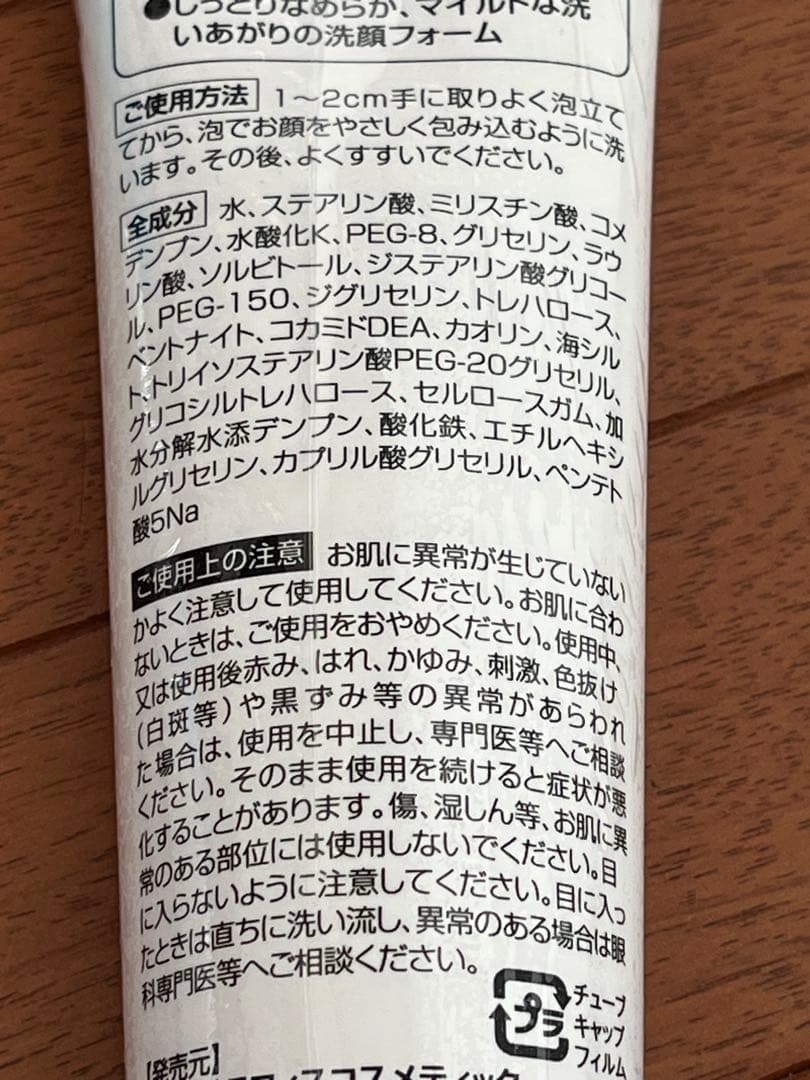 ●しっとりなめらか、マイルドな洗
いあがりの洗顔フォーム
ご使用方法 1～2cm手に取りよく泡立て
てから、泡でお顔をやさしく包み込むように洗
います。その後、よくすすいでください。
全成分 水、ステアリン酸、ミリスチン酸、コメ
デンプン、水酸化K、PEG-8、グリセリン、ラウ
リン酸、ソルビトール、ジステアリン酸グリコー
ル、PEG-150、ジグリセリン、トレハロース、
ベントナイト、コカミドDEA、カオリン、海シル
ト、トリイソステアリン酸PEG-20グリセリル、
グリコシルトレハロース、セルロースガム、加
水分解水添デンプン、酸化鉄、エチルヘキシ
ルグリセリン、カプリル酸グリセリル、ペンテト
酸5Na
ご使用上の注意 お肌に異常が生じていない
かよく注意して使用してください。お肌に合わ
ないときは、ご使用をおやめください。使用中、
又は使用後赤み、はれ、かゆみ、刺激、色抜け
(白斑等)や黒ずみ等の異常があらわれ
た場合は、使用を中止し、専門医等へご相談
ください。そのまま使用を続けると症状が悪
化することがあります。傷、湿しん等、お肌に異
常のある部位には使用しないでください。目
に入らないように注意してください。目に入っ
たときは直ちに洗い流し、異常のある場合は眼
科専門医等へご相談ください。
プラ
チューブ
キャップ
フィルム
【発売元】
コスメティック